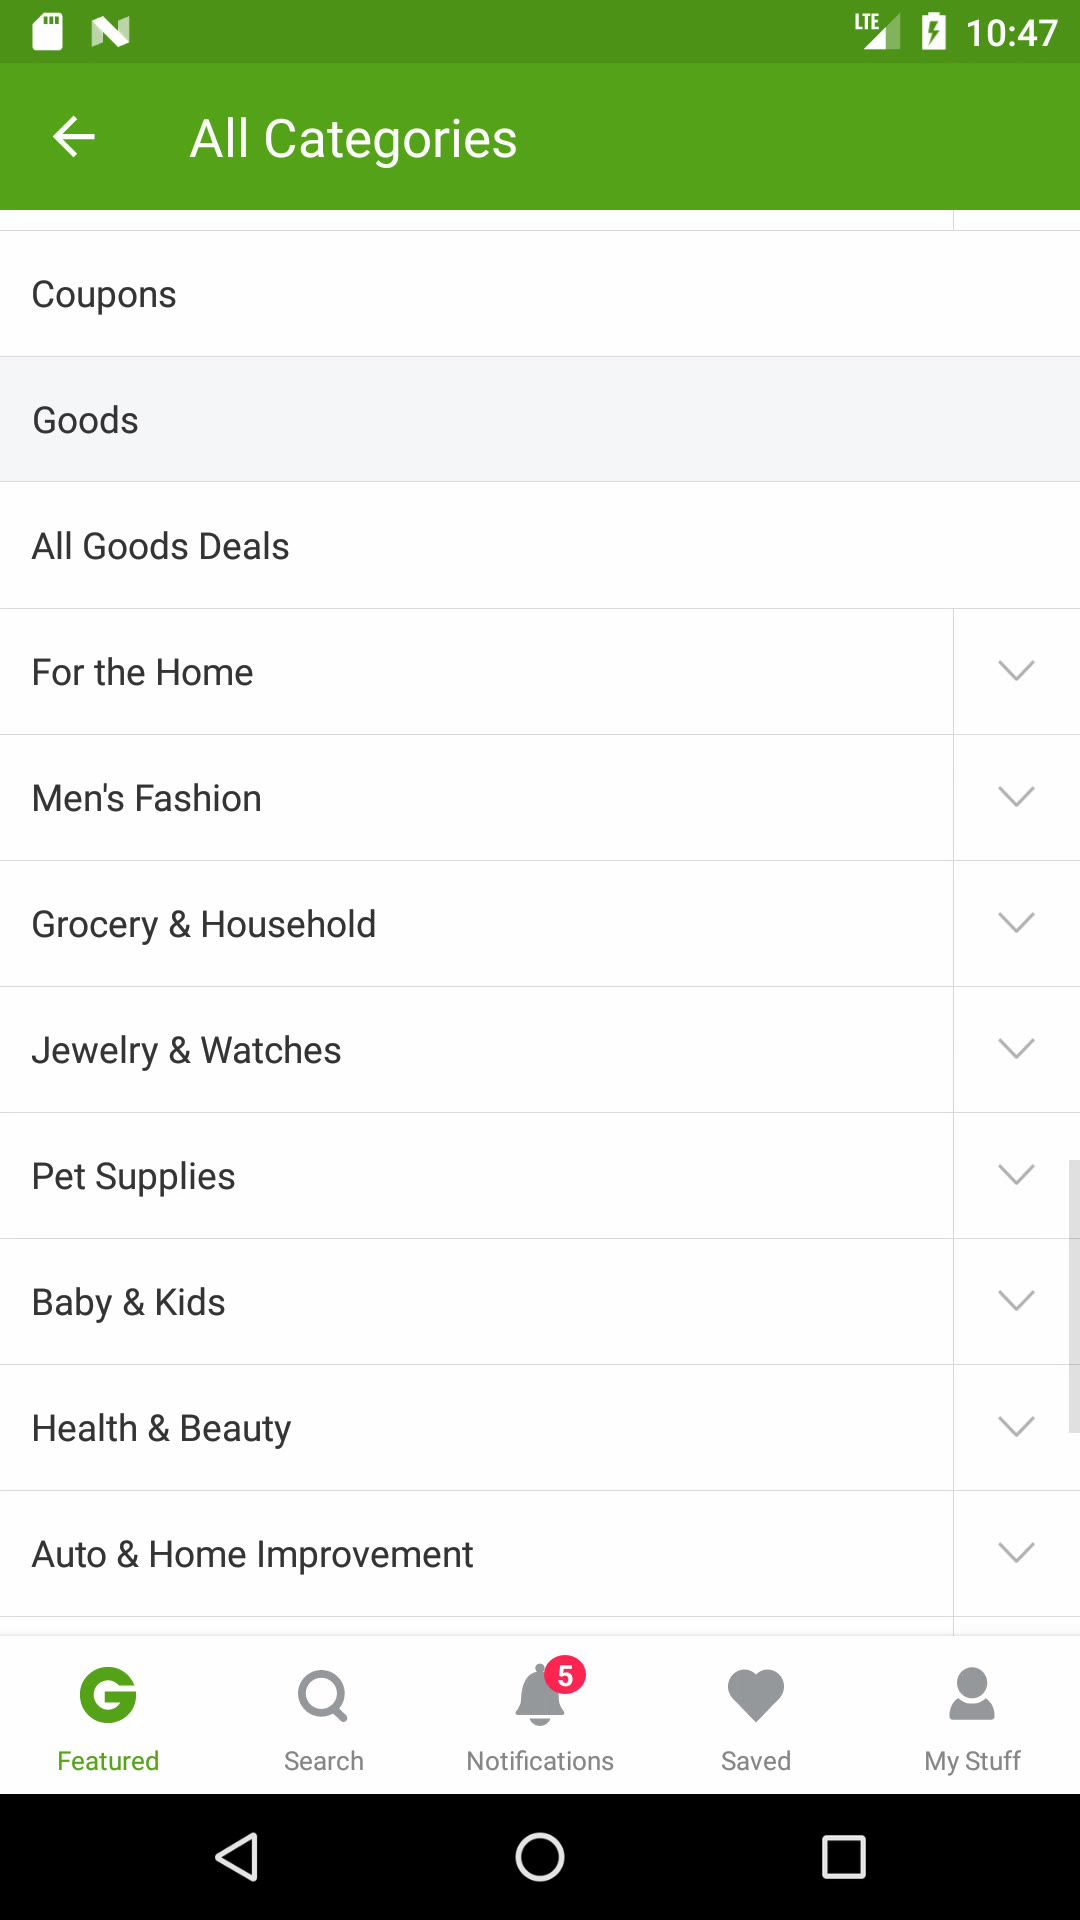 LTE 10:47
All Categories
Coupons
Goods
All Goods Deals
For the Home
Men's Fashion
Grocery & Household
Jewelry & Watches
Pet Supplies
Baby & Kids
Health & Beauty
Auto & Home Improvement
5
Featured Search Notifications Saved My Stuff